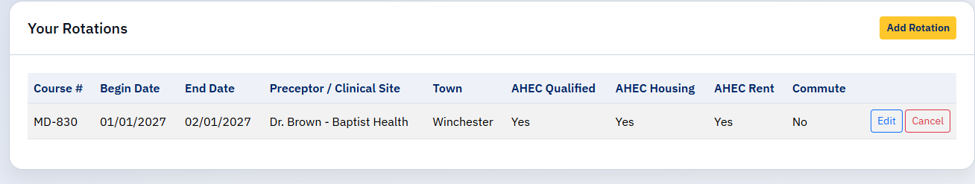 Your Rotations
Add Rotation
Course # Begin Date End Date Preceptor / Clinical Site Town AHEC Qualified AHEC Housing AHEC Rent Commute
MD-830 01/01/2027 02/01/2027 Dr. Brown - Baptist Health Winchester Yes Yes Yes No Edit Cancel